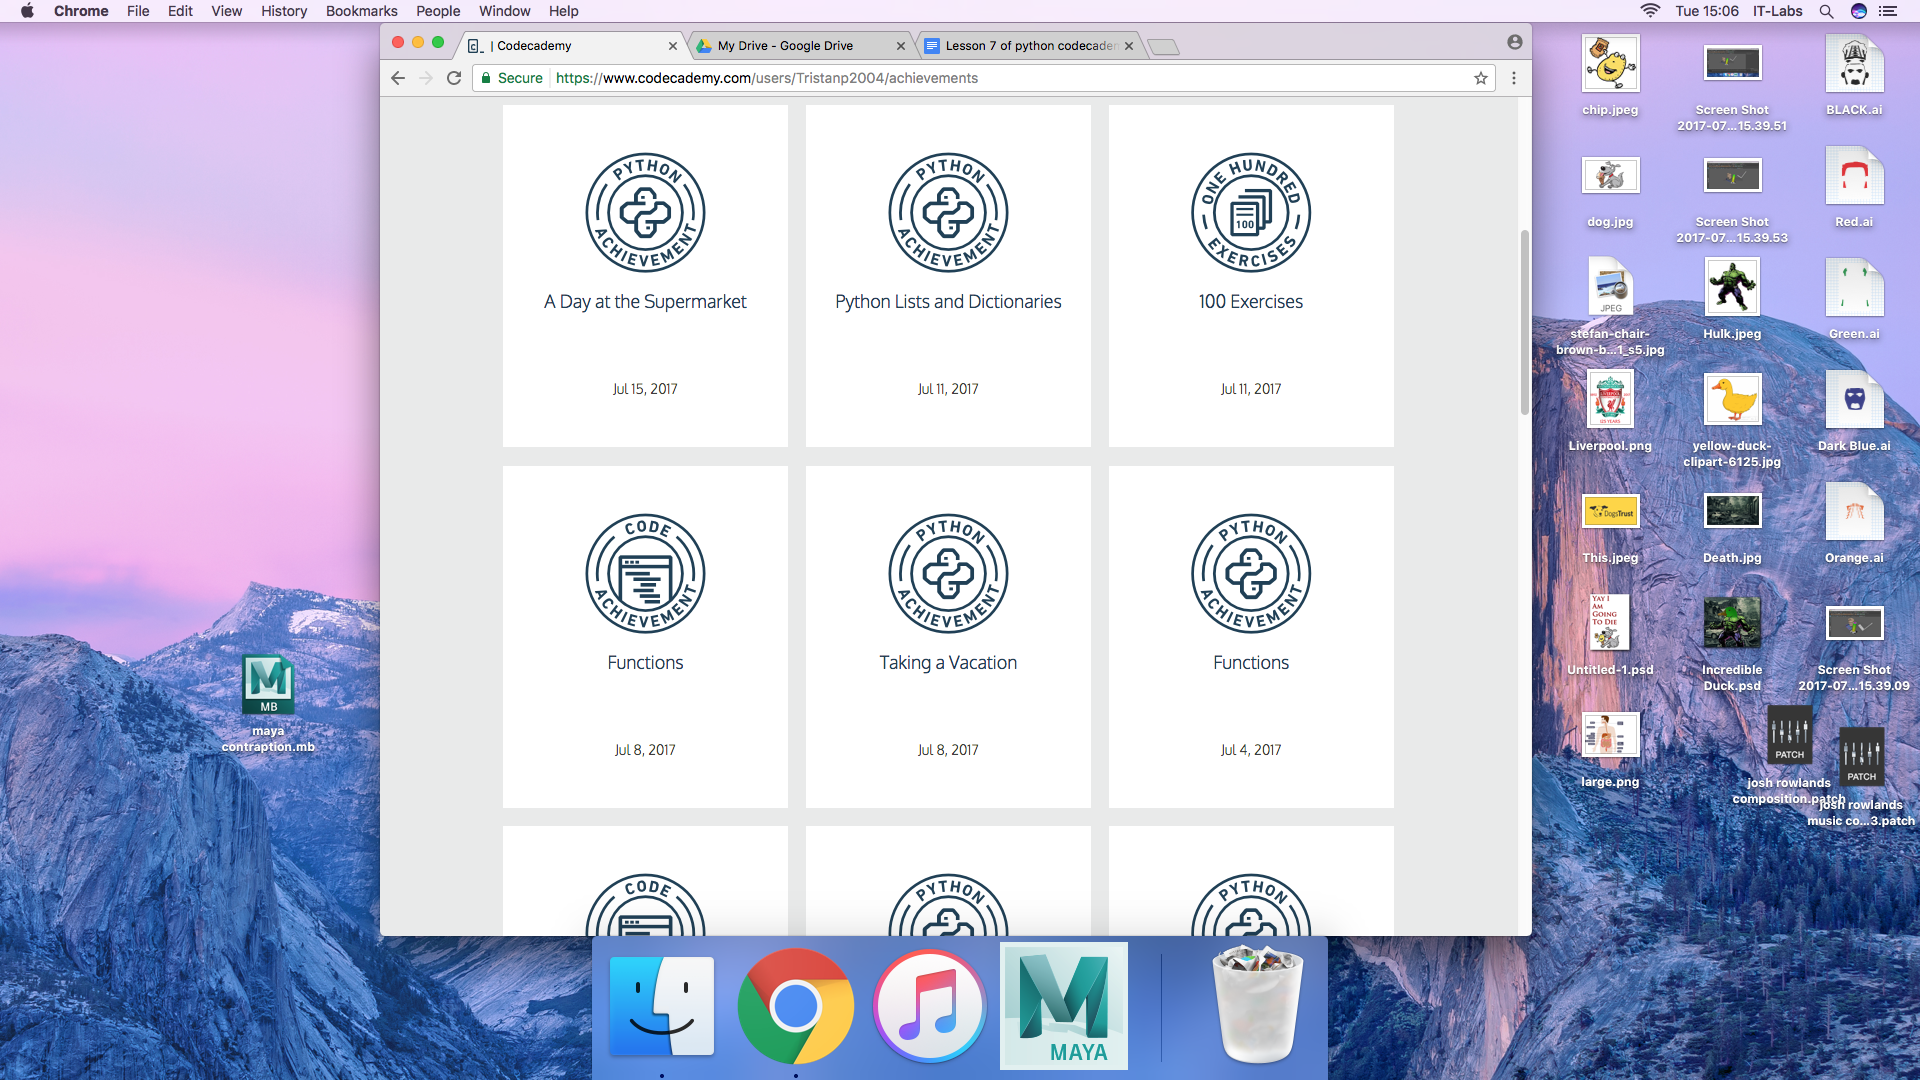 Chrome File Edit View History Bookmarks People Window Help
Tue 15:06 IT-Labs
| Codecademy
My Drive - Google Drive
Lesson 7 of python codecaden
Secure https://www.codecademy.com/users/Tristanp2004/achievements
PYTHON ACHIEVEMENT
PYTHON ACHIEVEMENT
ONE HUNDRED EXERCISES
100
A Day at the Supermarket
Python Lists and Dictionaries
100 Exercises
Jul 15, 2017
Jul 11, 2017
Jul 11, 2017
CODE ACHIEVEMENT
PYTHON ACHIEVEMENT
PYTHON ACHIEVEMENT
Functions
Taking a Vacation
Functions
Jul 8, 2017
Jul 8, 2017
Jul 4, 2017
CODE
PYTHON
PYTHON
MB
maya
contraption.mb
chip.jpeg
Screen Shot
2017-07...15.39.51
BLACK.ai
dog.jpg
Screen Shot
2017-07...15.39.53
Red.ai
JPEG
stefan-chair-
brown-b...1_s5.jpg
Hulk.jpeg
Green.ai
Liverpool.png
yellow-duck-
clipart-6125.jpg
Dark Blue.ai
DogsTrust
This.jpeg
Death.jpg
Orange.ai
YAY I
AM
GOING
TO DIE
Untitled-1.psd
Incredible
Duck.psd
Screen Shot
2017-07...15.39.09
large.png
PATCH
josh rowlands
composition.patch
PATCH
josh rowlands
music co...3.patch
MAYA